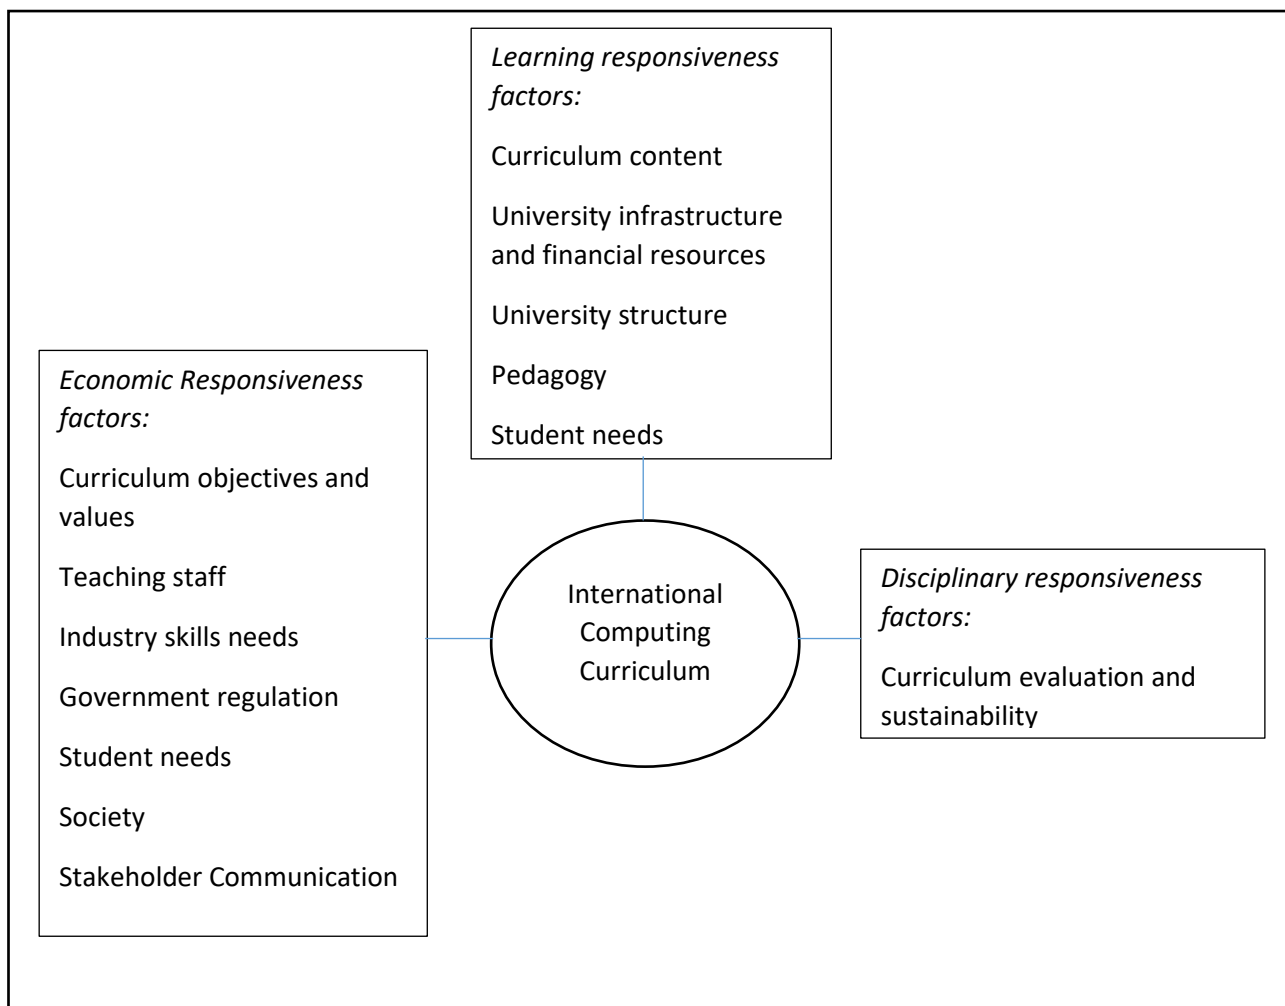 Learning responsiveness
factors:
Curriculum content
University infrastructure
and financial resources
University structure
Pedagogy
Student needs
Economic Responsiveness
factors:
Curriculum objectives and
values
Teaching staff
Industry skills needs
Government regulation
Student needs
Society
Stakeholder Communication
International
Computing
Curriculum
Disciplinary responsiveness
factors:
Curriculum evaluation and
sustainability